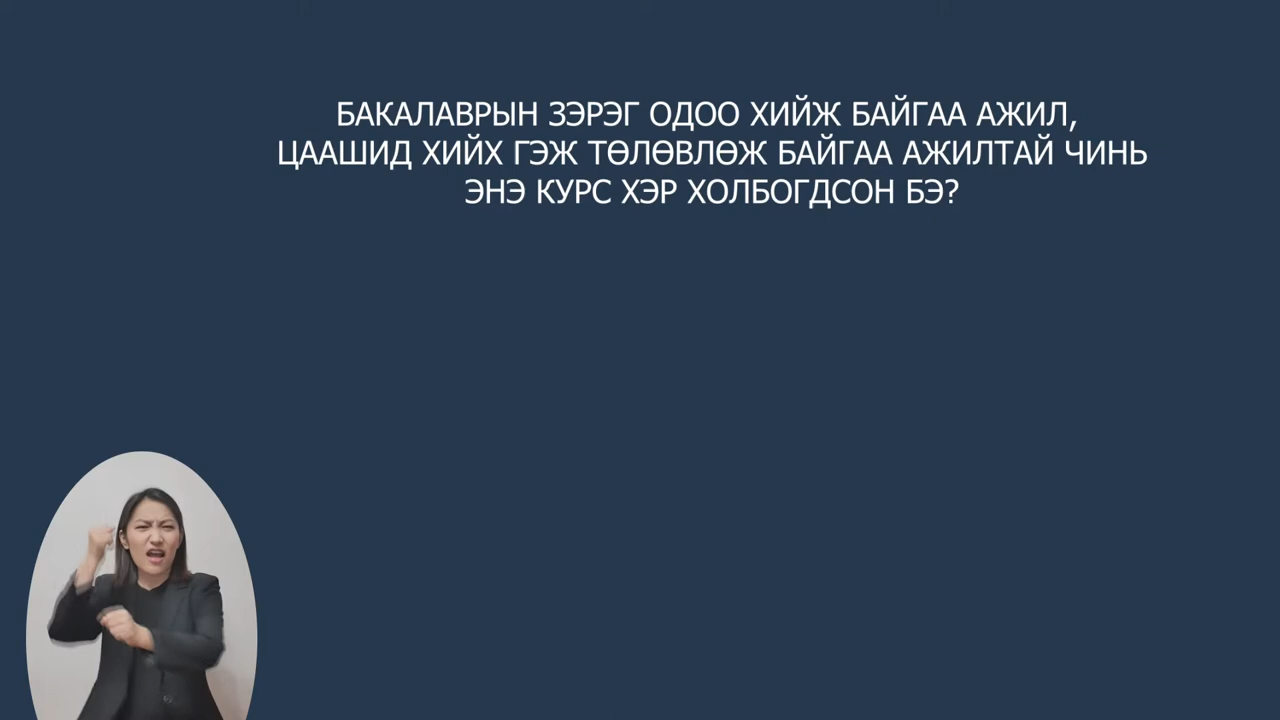 БАКАЛАВРЫН ЗЭРЭГ ОДОО ХИЙЖ БАЙГАА АЖИЛ,
ЦААШИД ХИЙХ ГЭЖ ТӨЛӨВЛӨЖ БАЙГАА АЖИЛТАЙ ЧИНЬ
ЭНЭ КУРС ХЭР ХОЛБОГДСОН БЭ?